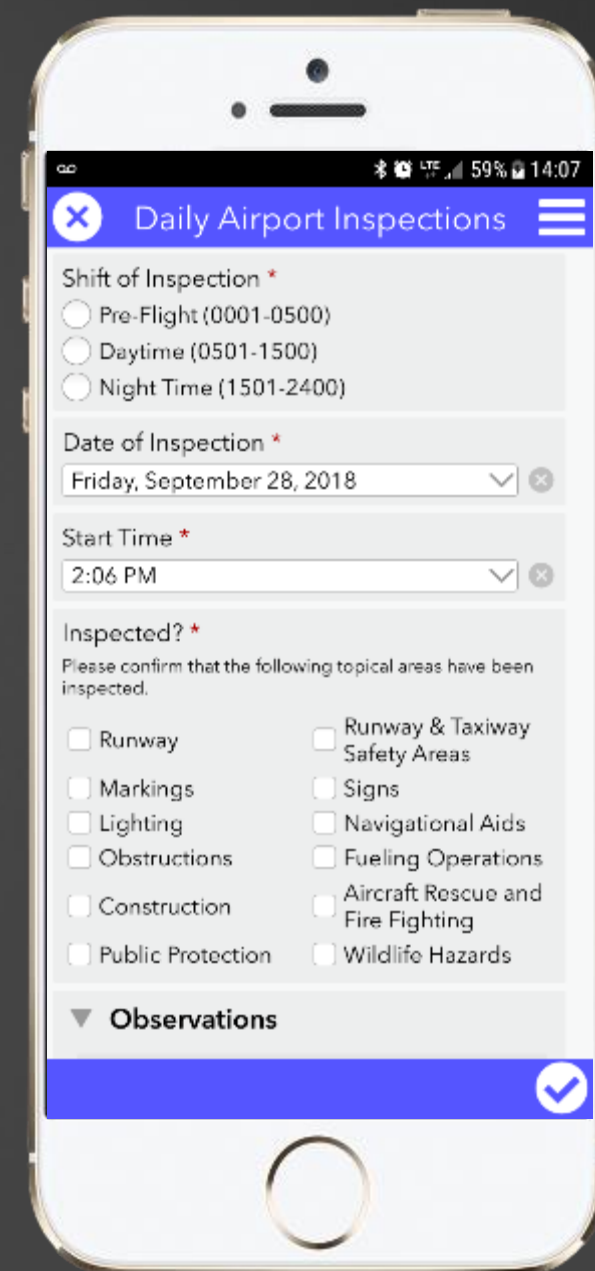 LTE 59% 14:07
Daily Airport Inspections
Shift of Inspection *
Pre-Flight (0001-0500)
Daytime (0501-1500)
Night Time (1501-2400)
Date of Inspection *
Friday, September 28, 2018
Start Time *
2:06 PM
Inspected? *
Please confirm that the following topical areas have been
inspected.
Runway
Runway & Taxiway
Safety Areas
Markings
Signs
Lighting
Navigational Aids
Obstructions
Fueling Operations
Construction
Aircraft Rescue and
Fire Fighting
Public Protection
Wildlife Hazards
Observations